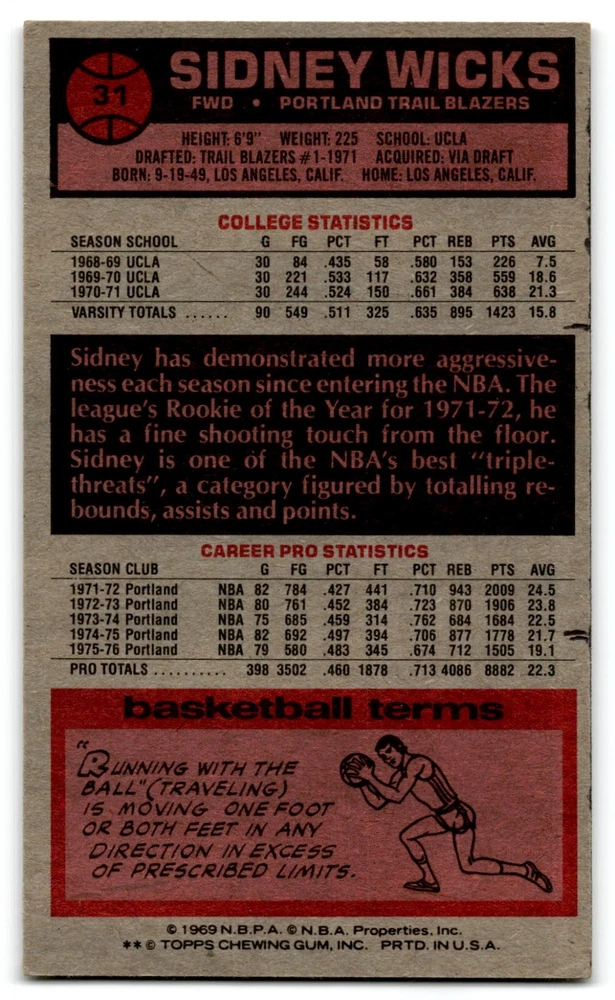 31
SIDNEY WICKS
FWD • PORTLAND TRAIL BLAZERS
HEIGHT: 6'9" WEIGHT: 225 SCHOOL: UCLA
DRAFTED: TRAIL BLAZERS #1-1971 ACQUIRED: VIA DRAFT
BORN: 9-19-49, LOS ANGELES, CALIF. HOME: LOS ANGELES, CALIF.
COLLEGE STATISTICS
SEASON SCHOOL G FG PCT FT PCT REB PTS AVG
1968-69 UCLA 30 84 .435 58 .580 153 226 7.5
1969-70 UCLA 30 221 .533 117 .632 358 559 18.6
1970-71 UCLA 30 244 .524 150 .661 384 638 21.3
VARSITY TOTALS ...... 90 549 .511 325 .635 895 1423 15.8
Sidney has demonstrated more aggressive-
ness each season since entering the NBA. The
league's Rookie of the Year for 1971-72, he
has a fine shooting touch from the floor.
Sidney is one of the NBA's best "triple-
threats", a category figured by totalling re-
bounds, assists and points.
CAREER PRO STATISTICS
SEASON CLUB G FG PCT FT PCT REB PTS AVG
1971-72 Portland NBA 82 784 .427 441 .710 943 2009 24.5
1972-73 Portland NBA 80 761 .452 384 .723 870 1906 23.8
1973-74 Portland NBA 75 685 .459 314 .762 684 1684 22.5
1974-75 Portland NBA 82 692 .497 394 .706 877 1778 21.7
1975-76 Portland NBA 79 580 .483 345 .674 712 1505 19.1
PRO TOTALS .......... 398 3502 .460 1878 .713 4086 8882 22.3
basketball terms
"RUNNING WITH THE
BALL" (TRAVELING)
IS MOVING ONE FOOT
OR BOTH FEET IN ANY
DIRECTION IN EXCESS
OF PRESCRIBED LIMITS.
© 1969 N.B.P.A. © N.B.A. Properties, Inc.
** © TOPPS CHEWING GUM, INC. PRTD. IN U.S.A.